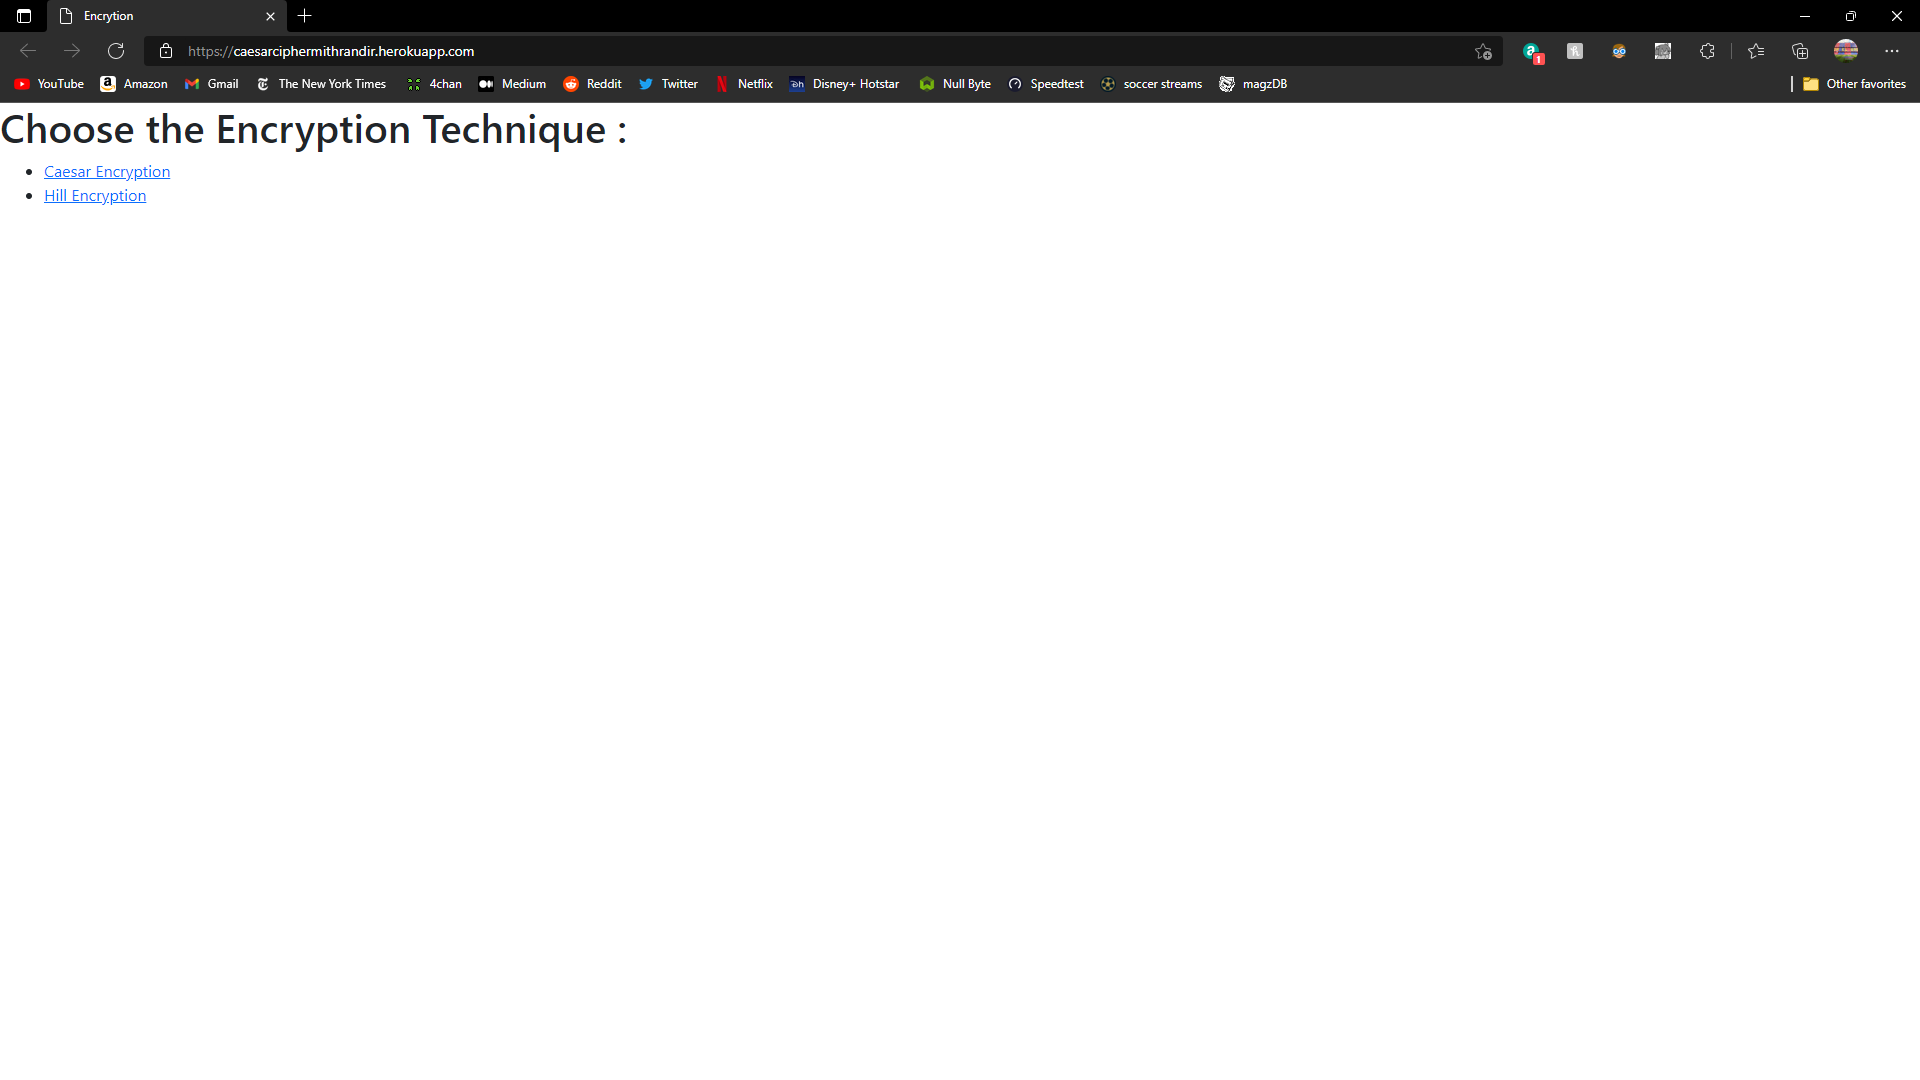 Encrytion
https://caesarciphermithrandir.herokuapp.com
1
YouTube Amazon Gmail The New York Times 4chan Medium Reddit Twitter Netflix Disney+ Hotstar Null Byte Speedtest soccer streams magzDB Other favorites
Choose the Encryption Technique :
Caesar Encryption
Hill Encryption